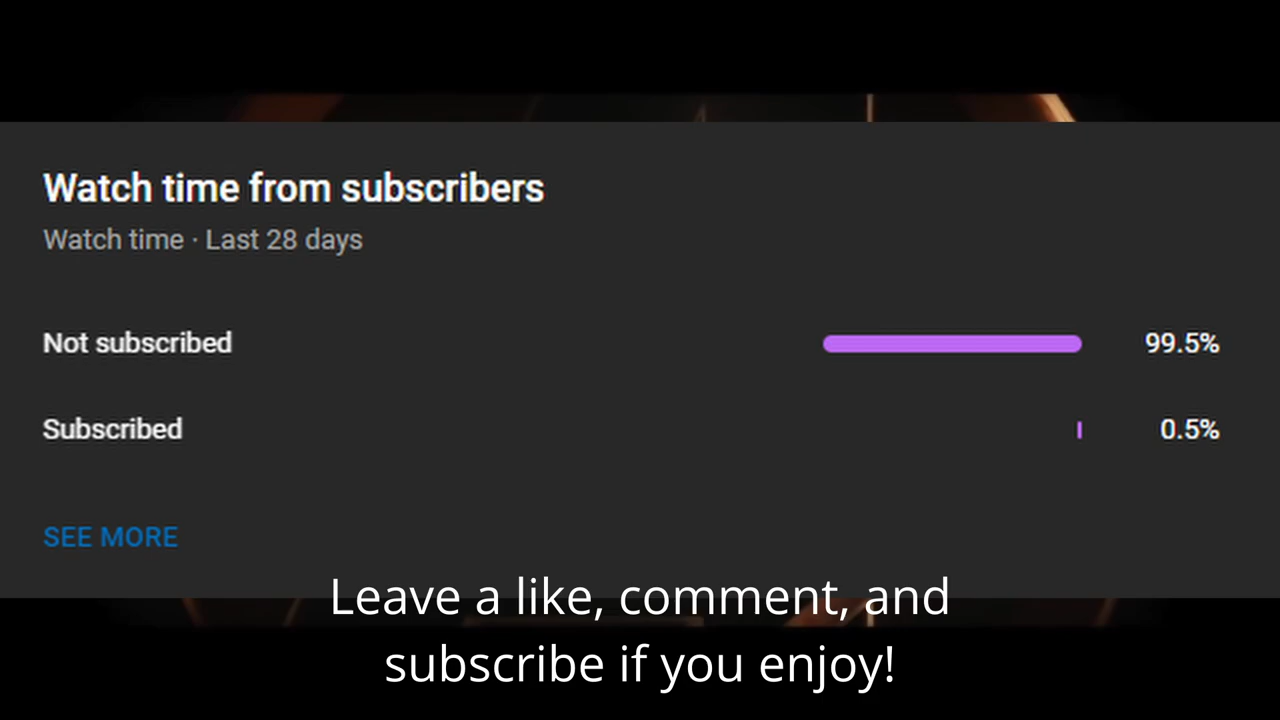 Watch time from subscribers
Watch time · Last 28 days
Not subscribed 99.5%
Subscribed 0.5%
SEE MORE
Leave a like, comment, and
subscribe if you enjoy!